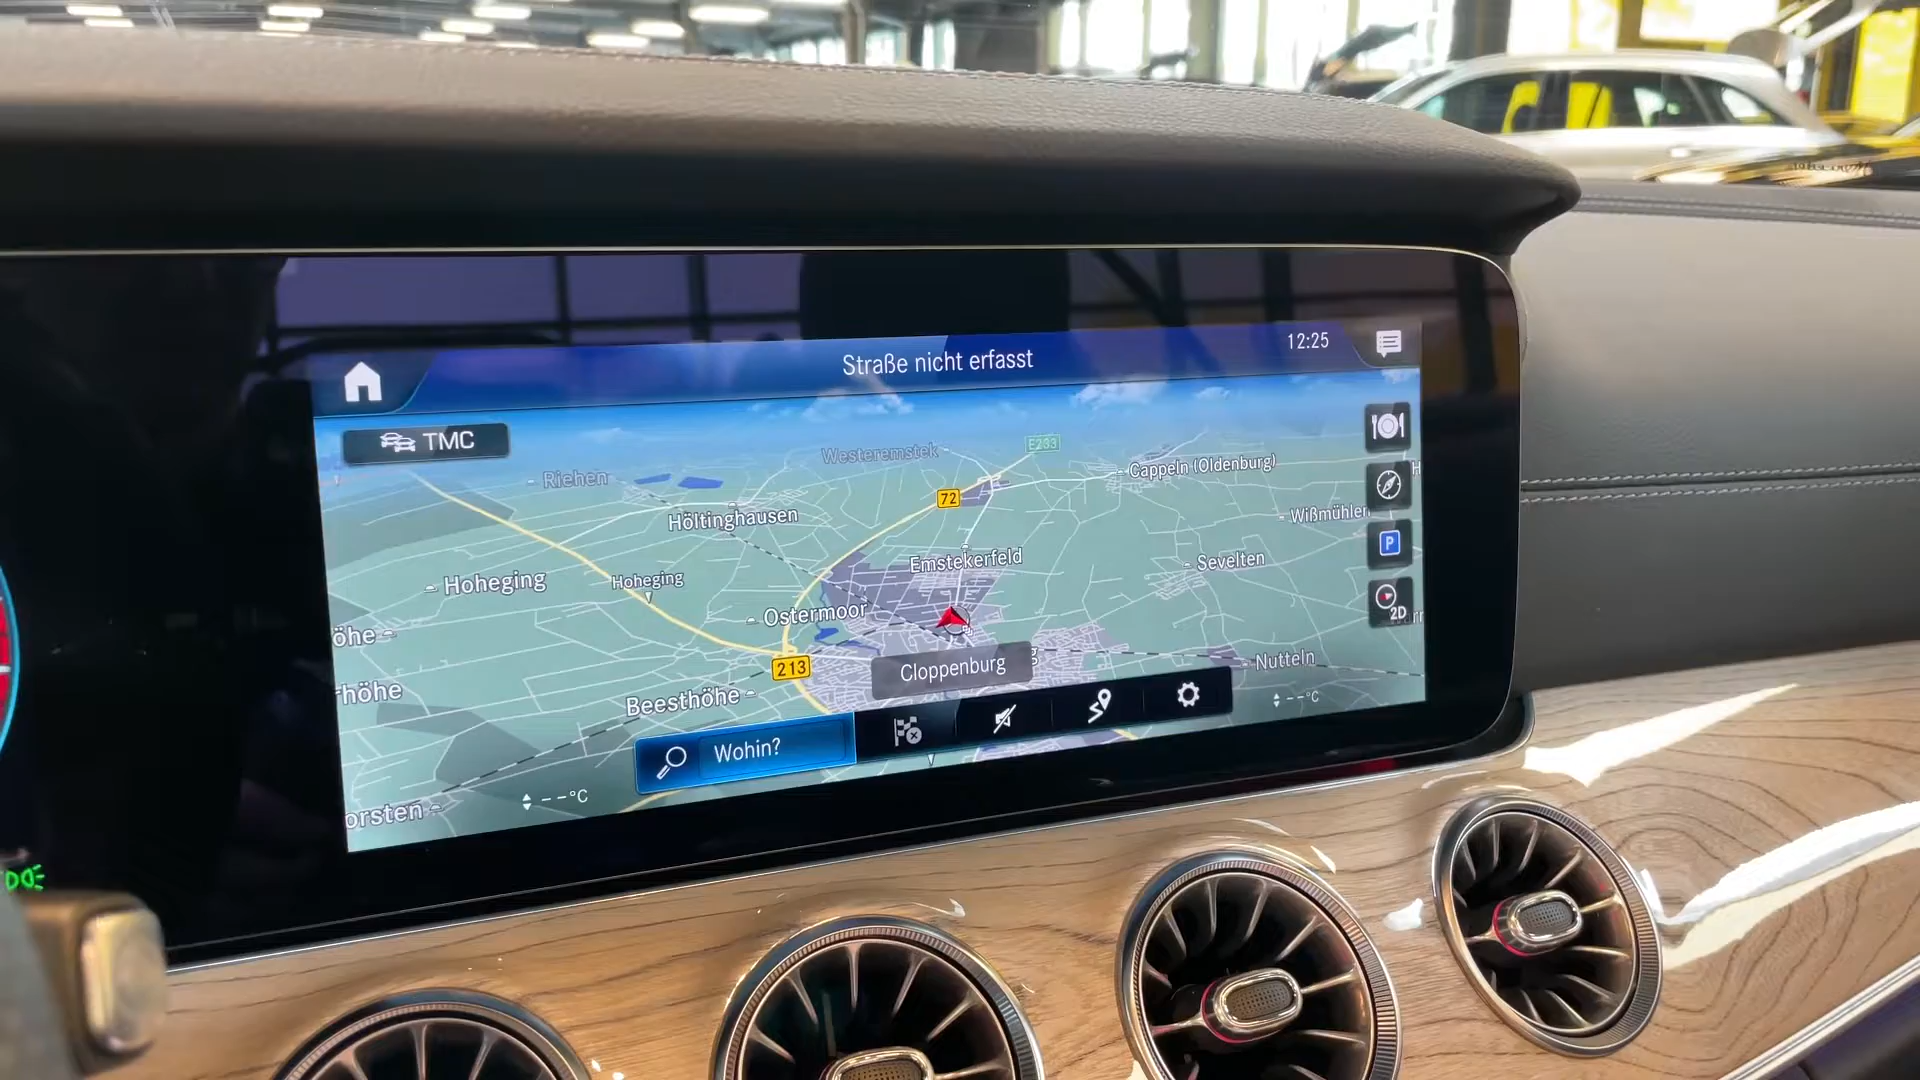 Straße nicht erfasst
12:25
TMC
Westeremstek
E233
Riehen
Cappeln (Oldenburg)
72
Höltinghausen
Wißmühlen
P
Emstekerfeld
Sevelten
Hoheging
Hoheging
2D
Ostermoor
öhe
213
Cloppenburg
Nutteln
höhe
Beesthöhe
Wohin?
--°C
--°C
orsten